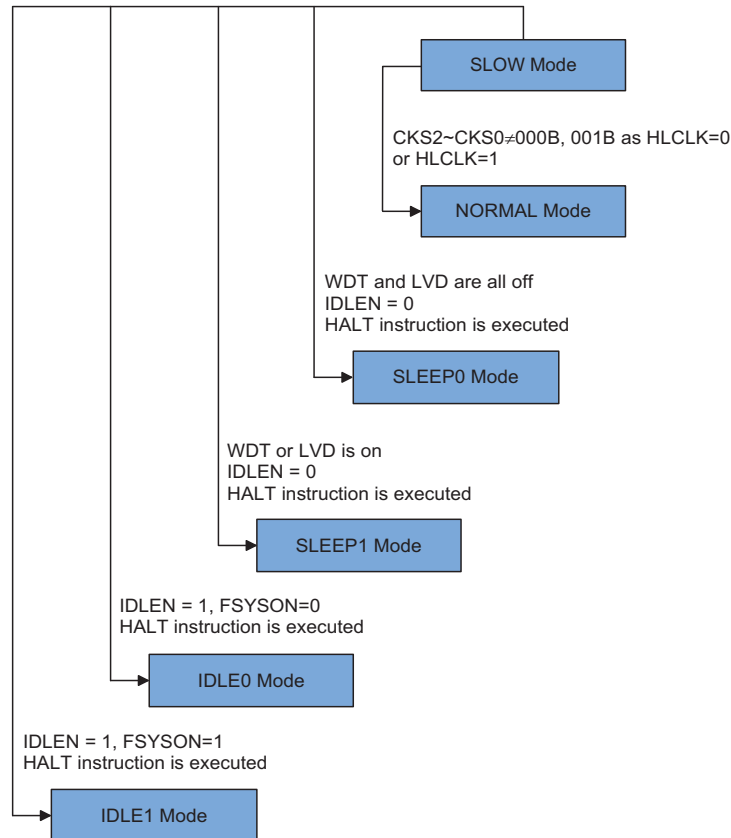 SLOW Mode
CKS2~CKS0≠000B, 001B as HLCLK=0
or HLCLK=1
NORMAL Mode
WDT and LVD are all off
IDLEN = 0
HALT instruction is executed
SLEEP0 Mode
WDT or LVD is on
IDLEN = 0
HALT instruction is executed
SLEEP1 Mode
IDLEN = 1, FSYSON=0
HALT instruction is executed
IDLE0 Mode
IDLEN = 1, FSYSON=1
HALT instruction is executed
IDLE1 Mode